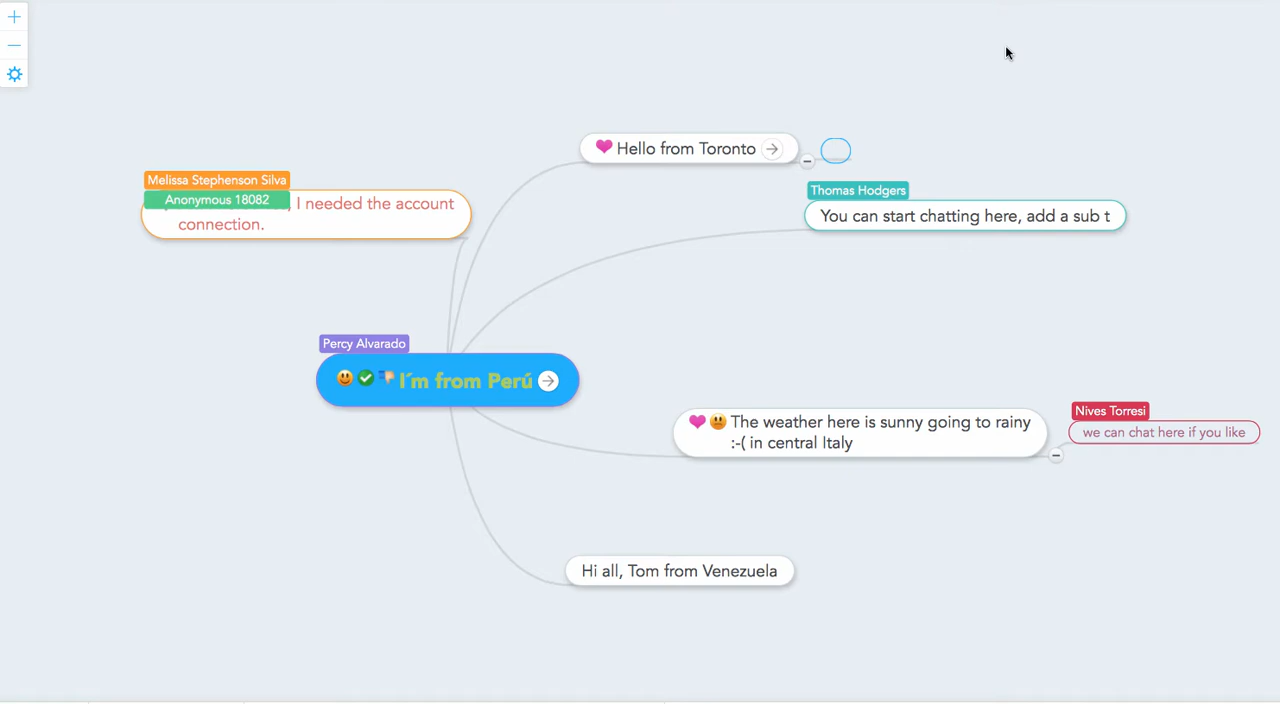 Hello from Toronto
Melissa Stephenson Silva
Anonymous 18082
, I needed the account
connection.
Thomas Hodgers
You can start chatting here, add a sub t
Percy Alvarado
I´m from Perú
The weather here is sunny going to rainy
:-( in central Italy
Nives Torresi
we can chat here if you like
Hi all, Tom from Venezuela